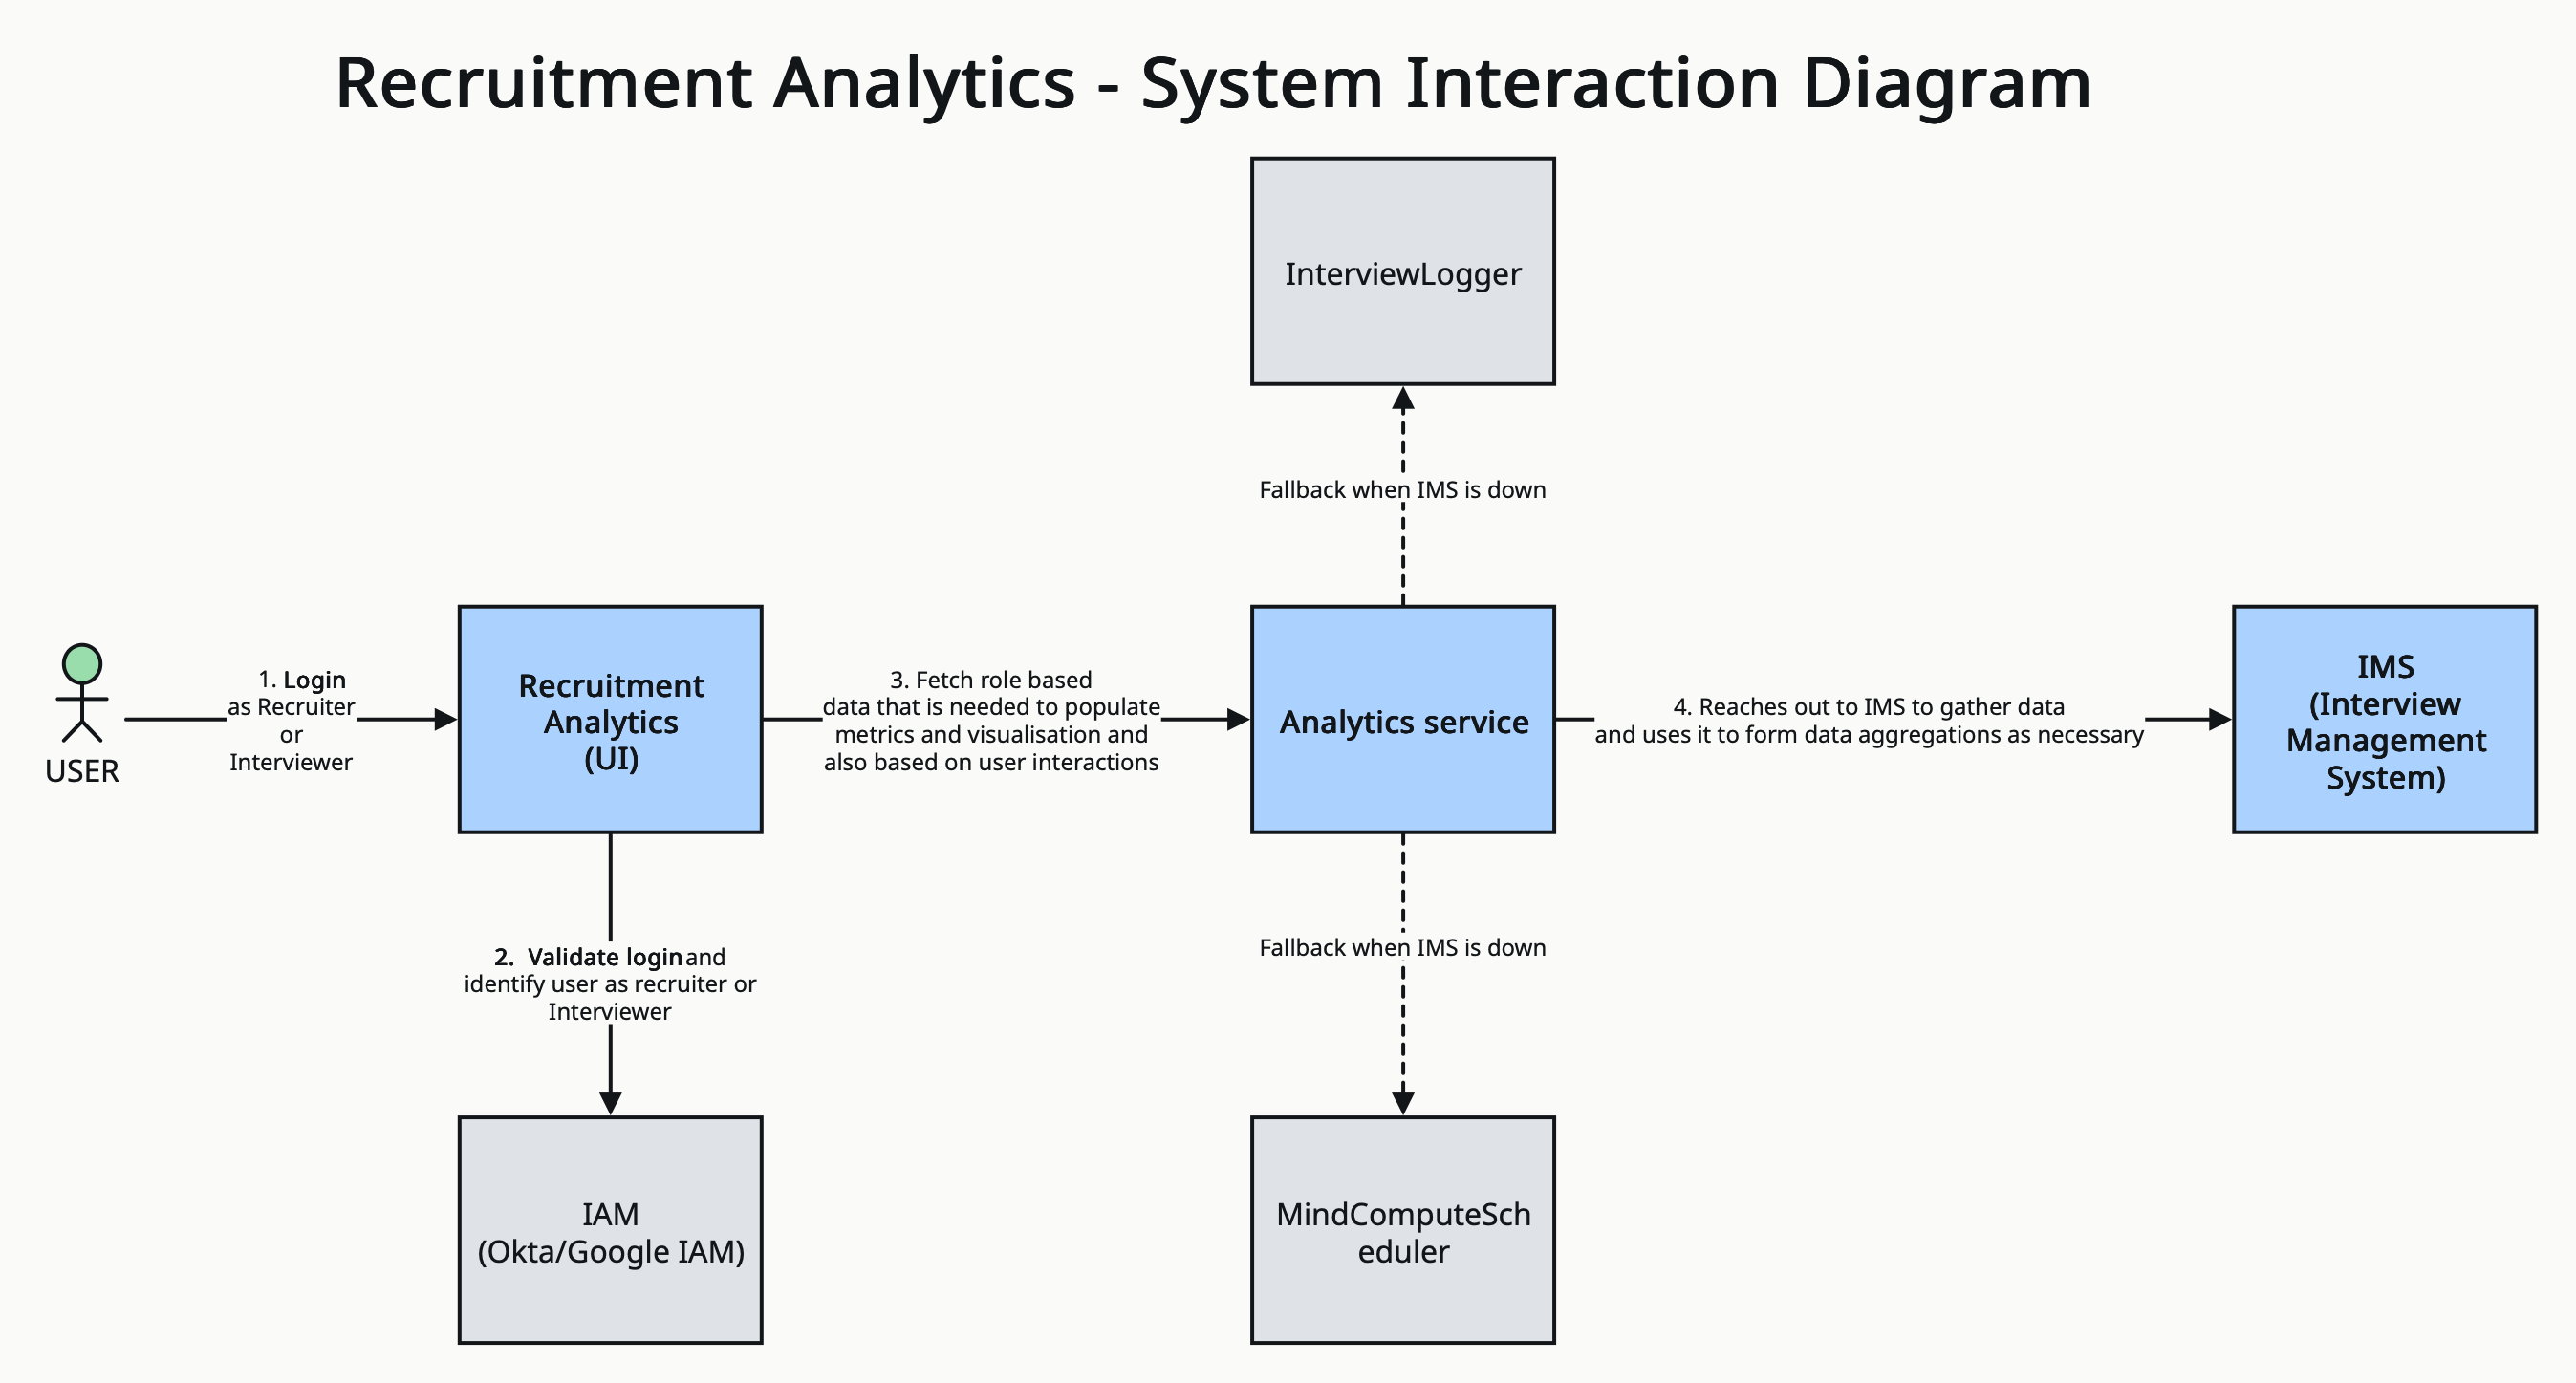 Recruitment Analytics - System Interaction Diagram
InterviewLogger
Fallback when IMS is down
USER
1. Login
as Recruiter
or
Interviewer
Recruitment
Analytics
(UI)
3. Fetch role based
data that is needed to populate
metrics and visualisation and
also based on user interactions
Analytics service
4. Reaches out to IMS to gather data
and uses it to form data aggregations as necessary
IMS
(Interview
Management
System)
2. Validate login and
identify user as recruiter or
Interviewer
Fallback when IMS is down
IAM
(Okta/Google IAM)
MindComputeSch
eduler